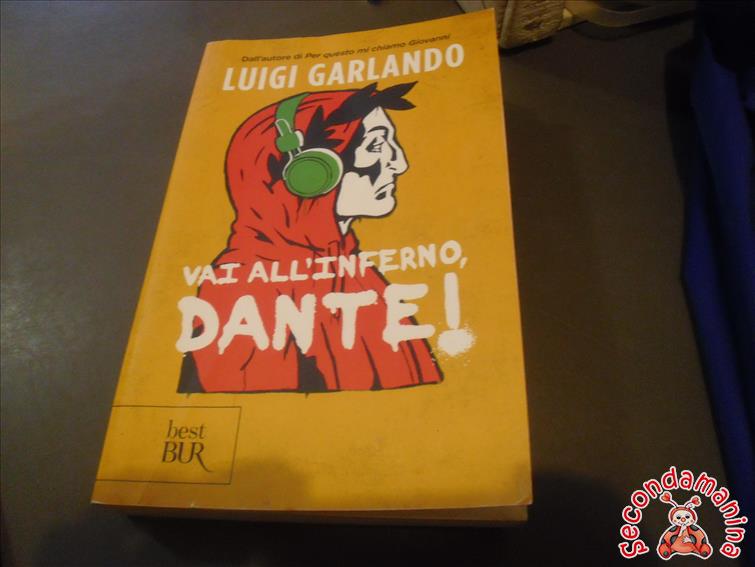 Dall'autore di Per questo mi chiamo Giovanni
LUIGI GARLANDO
VAI ALL'INFERNO,
DANTE!
best
BUR
Secondamanina